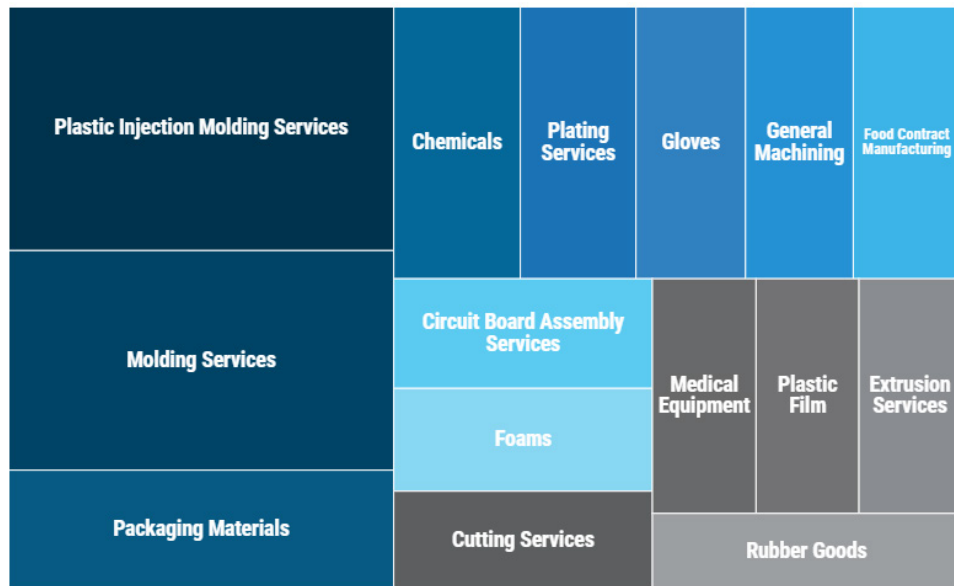 Plastic Injection Molding Services
Chemicals
Plating
Services
Gloves
General
Machining
Food Contract
Manufacturing
Molding Services
Circuit Board Assembly
Services
Medical
Equipment
Plastic
Film
Extrusion
Services
Foams
Packaging Materials
Cutting Services
Rubber Goods